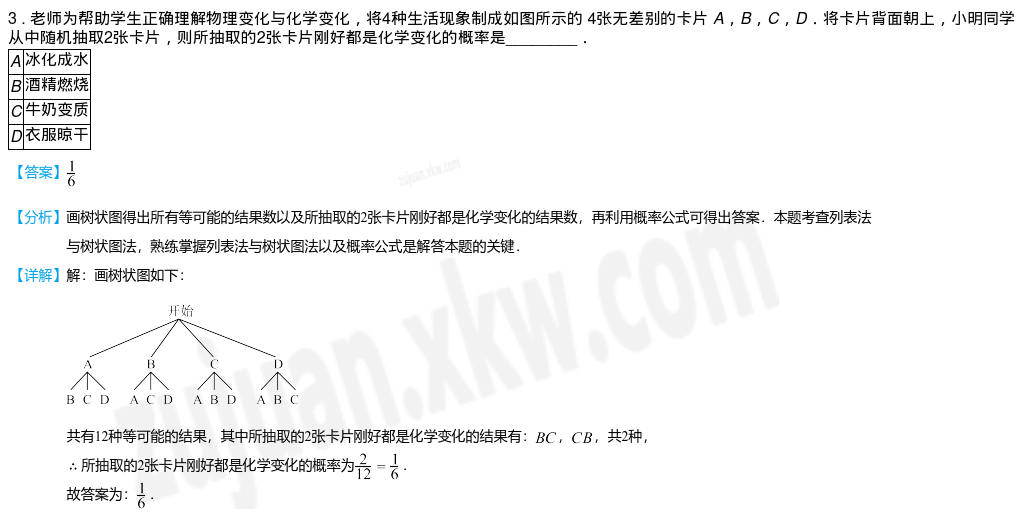 3．老师为帮助学生正确理解物理变化与化学变化，将4种生活现象制成如图所示的 4张无差别的卡片 A，B，C，D．将卡片背面朝上，小明同学
从中随机抽取2张卡片，则所抽取的2张卡片刚好都是化学变化的概率是________．
A 冰化成水
B 酒精燃烧
C 牛奶变质
D 衣服晾干
【答案】1/6
【分析】画树状图得出所有等可能的结果数以及所抽取的2张卡片刚好都是化学变化的结果数，再利用概率公式可得出答案．本题考查列表法
与树状图法，熟练掌握列表法与树状图法以及概率公式是解答本题的关键．
【详解】解：画树状图如下：
开始
A B C D
B C D A C D A B D A B C
共有12种等可能的结果，其中所抽取的2张卡片刚好都是化学变化的结果有：BC，CB，共2种，
∴所抽取的2张卡片刚好都是化学变化的概率为2/12=1/6．
故答案为：1/6．
zujuan.xkw.com
zujuan.xkw.com